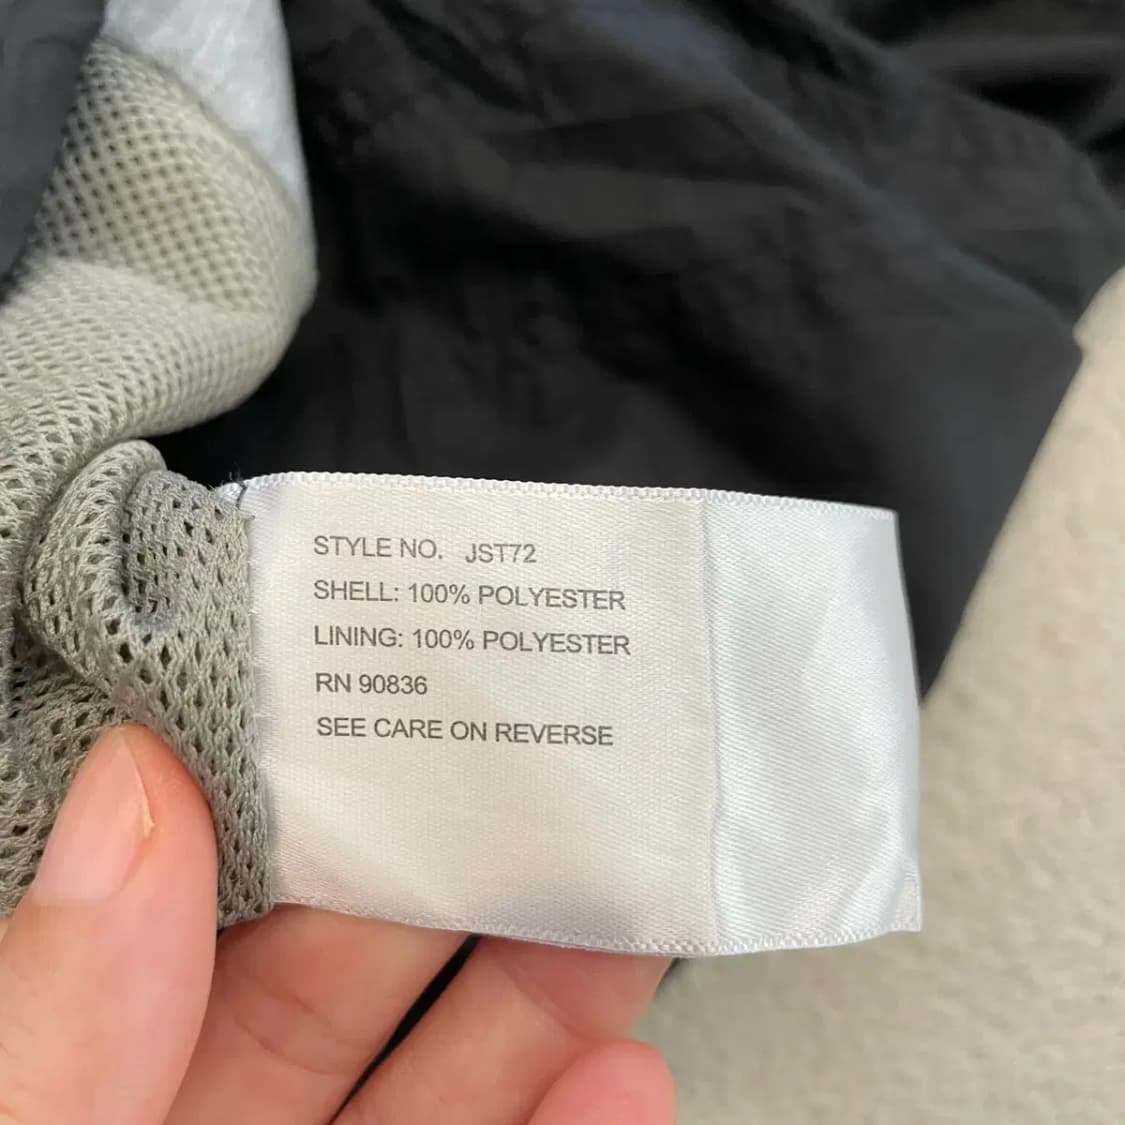 STYLE NO. JST72
SHELL: 100% POLYESTER
LINING: 100% POLYESTER
RN 90836
SEE CARE ON REVERSE